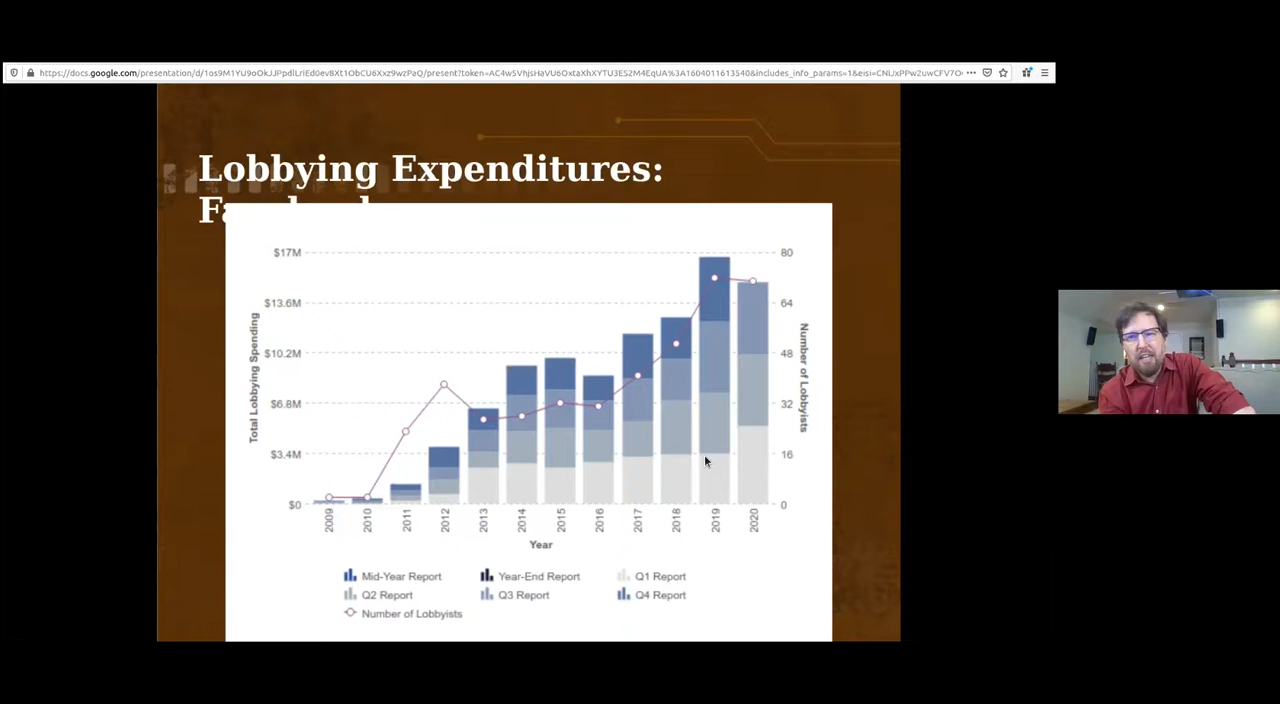 Lobbying Expenditures:
$17M
$13.6M
$10.2M
$6.8M
$3.4M
$0
Total Lobbying Spending
80
64
48
32
16
0
Number of Lobbyists
2009 2010 2011 2012 2013 2014 2015 2016 2017 2018 2019 2020
Year
Mid-Year Report Year-End Report Q1 Report
Q2 Report Q3 Report Q4 Report
Number of Lobbyists